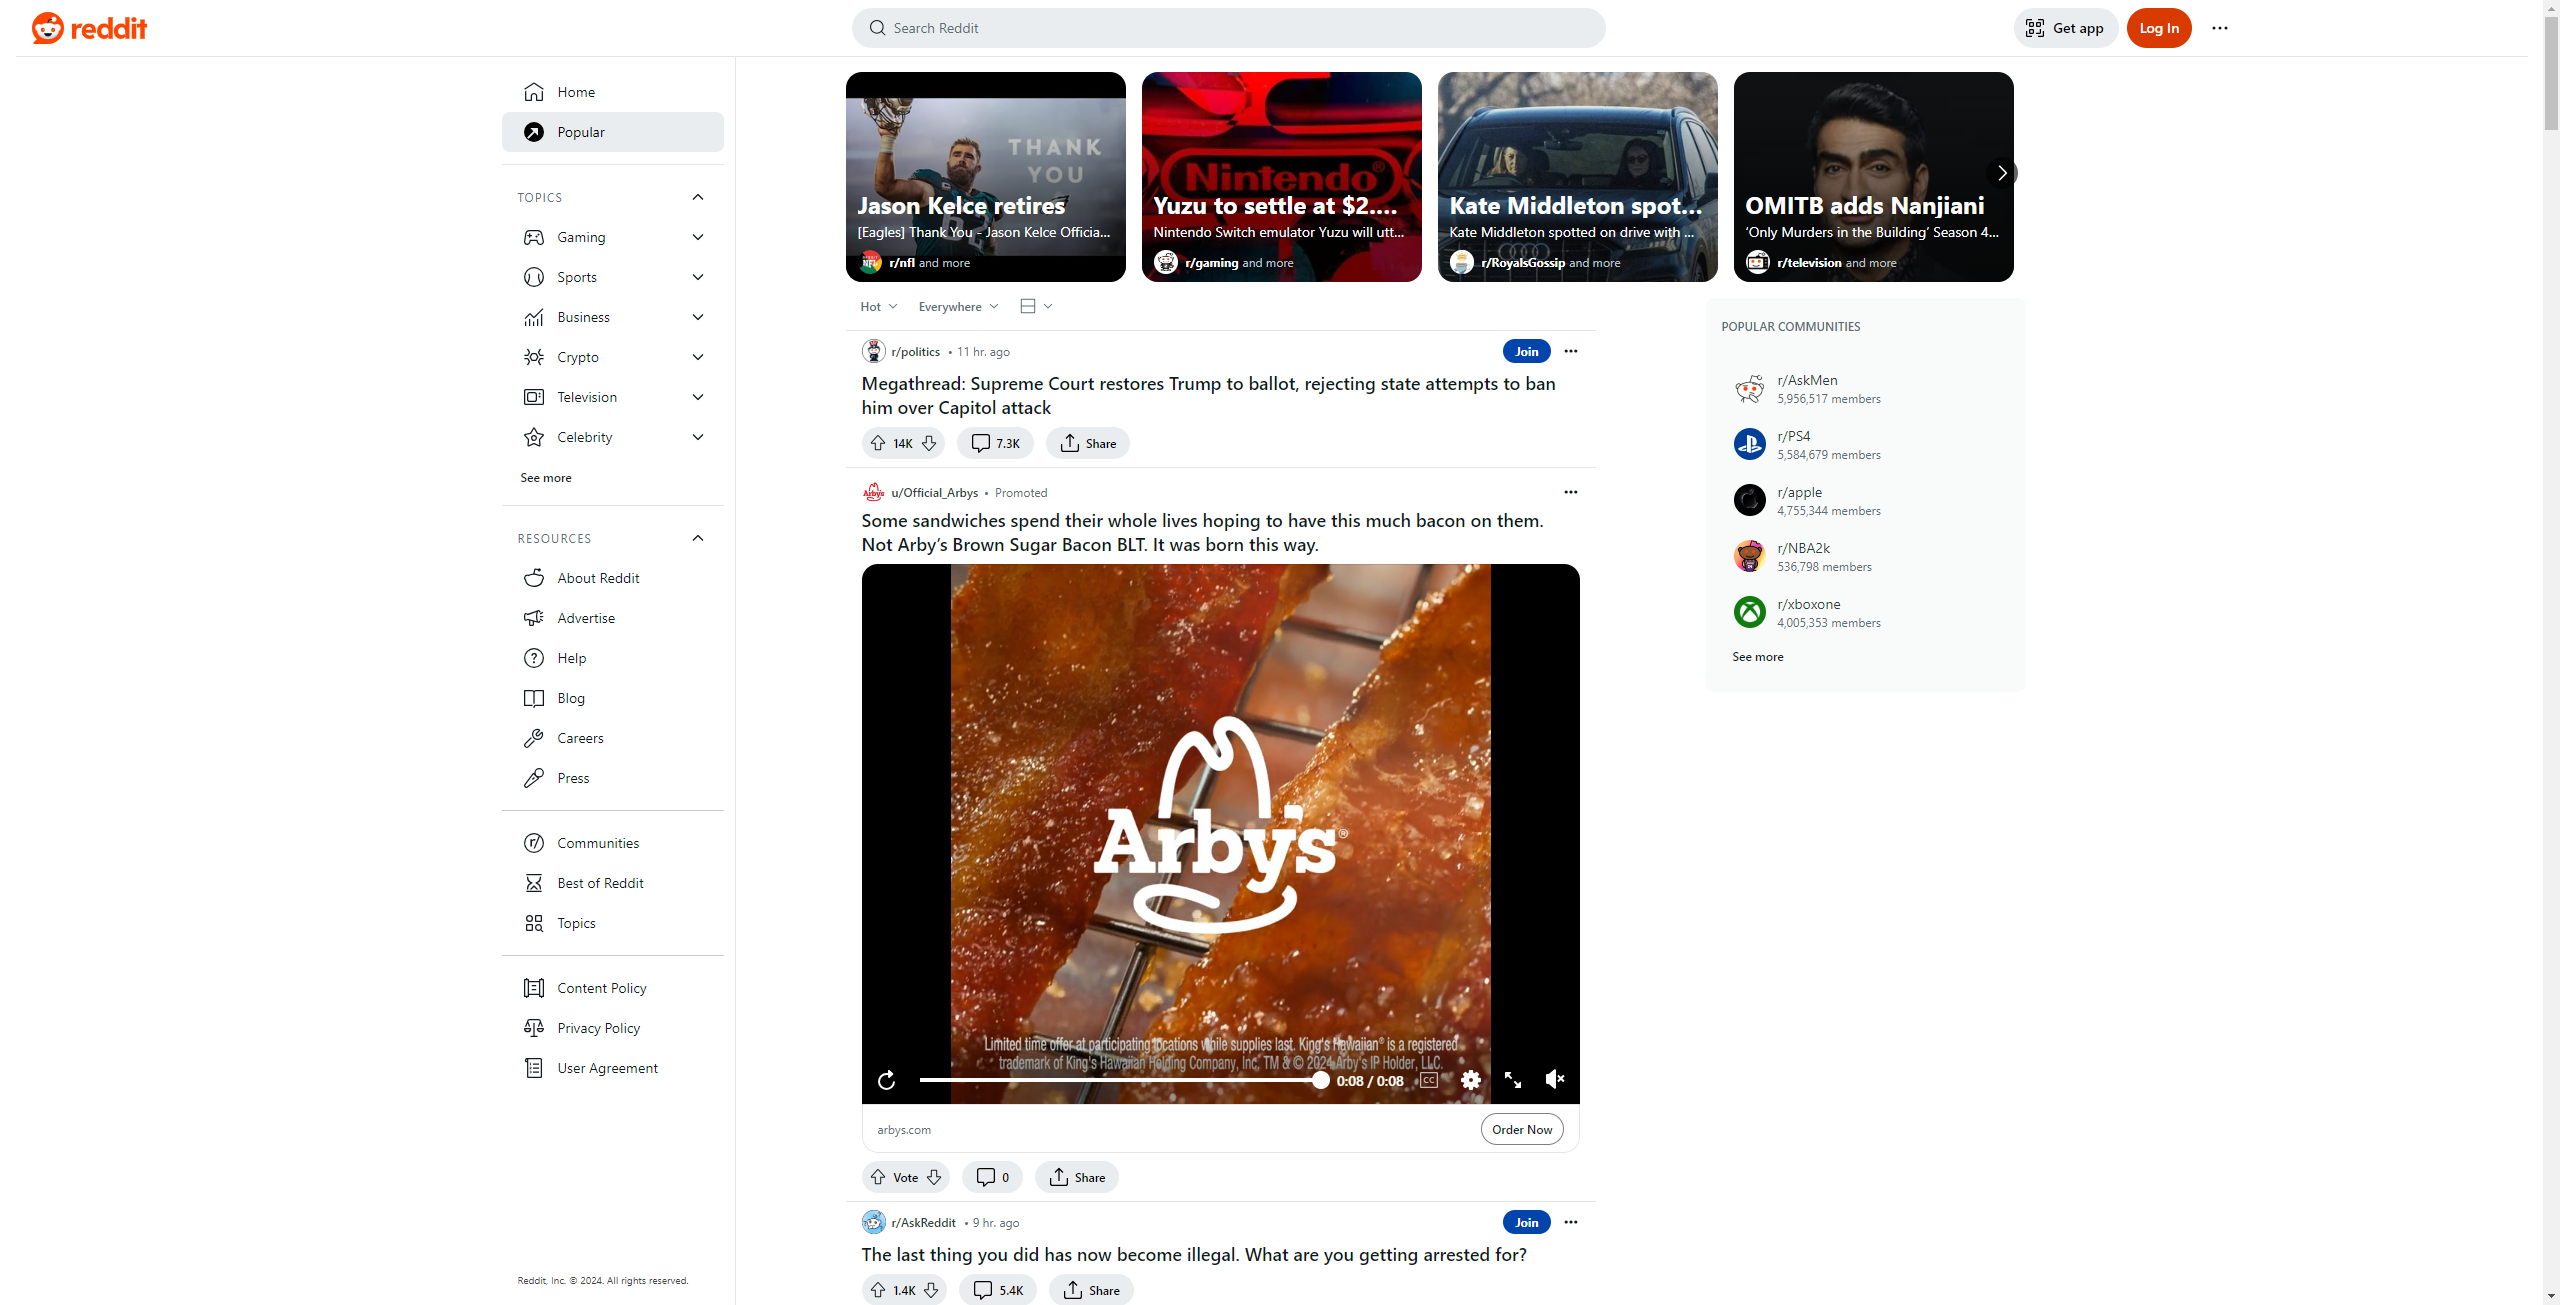 reddit
Search Reddit
Get app
Log In
Home
Popular
TOPICS
Gaming
Sports
Business
Crypto
Television
Celebrity
See more
RESOURCES
About Reddit
Advertise
Help
Blog
Careers
Press
Communities
Best of Reddit
Topics
Content Policy
Privacy Policy
User Agreement
Reddit, Inc. © 2024. All rights reserved.
THANK
YOU
Jason Kelce retires
[Eagles] Thank You - Jason Kelce Officia...
NFL
r/nfl and more
Nintendo®
Yuzu to settle at $2....
Nintendo Switch emulator Yuzu will utt...
r/gaming and more
Kate Middleton spot...
Kate Middleton spotted on drive with ...
r/RoyalsGossip and more
OMITB adds Nanjiani
‘Only Murders in the Building’ Season 4...
r/television and more
Hot
Everywhere
r/politics • 11 hr. ago
Join
Megathread: Supreme Court restores Trump to ballot, rejecting state attempts to ban
him over Capitol attack
14K
7.3K
Share
Arby's
u/Official_Arbys • Promoted
Some sandwiches spend their whole lives hoping to have this much bacon on them.
Not Arby’s Brown Sugar Bacon BLT. It was born this way.
Arby's®
Limited time offer at participating locations while supplies last. King's Hawaiian® is a registered
trademark of King's Hawaiian Holding Company, Inc. TM & © 2024 Arby's IP Holder, LLC.
0:08 / 0:08
CC
arbys.com
Order Now
Vote
0
Share
r/AskReddit • 9 hr. ago
Join
The last thing you did has now become illegal. What are you getting arrested for?
1.4K
5.4K
Share
POPULAR COMMUNITIES
r/AskMen
5,956,517 members
r/PS4
5,584,679 members
r/apple
4,755,344 members
r/NBA2k
536,798 members
r/xboxone
4,005,353 members
See more